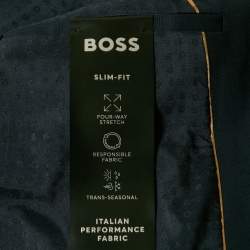 BOSS
SLIM-FIT
FOUR-WAY
STRETCH
RESPONSIBLE
FABRIC
TRANS-SEASONAL
ITALIAN
PERFORMANCE
FABRIC